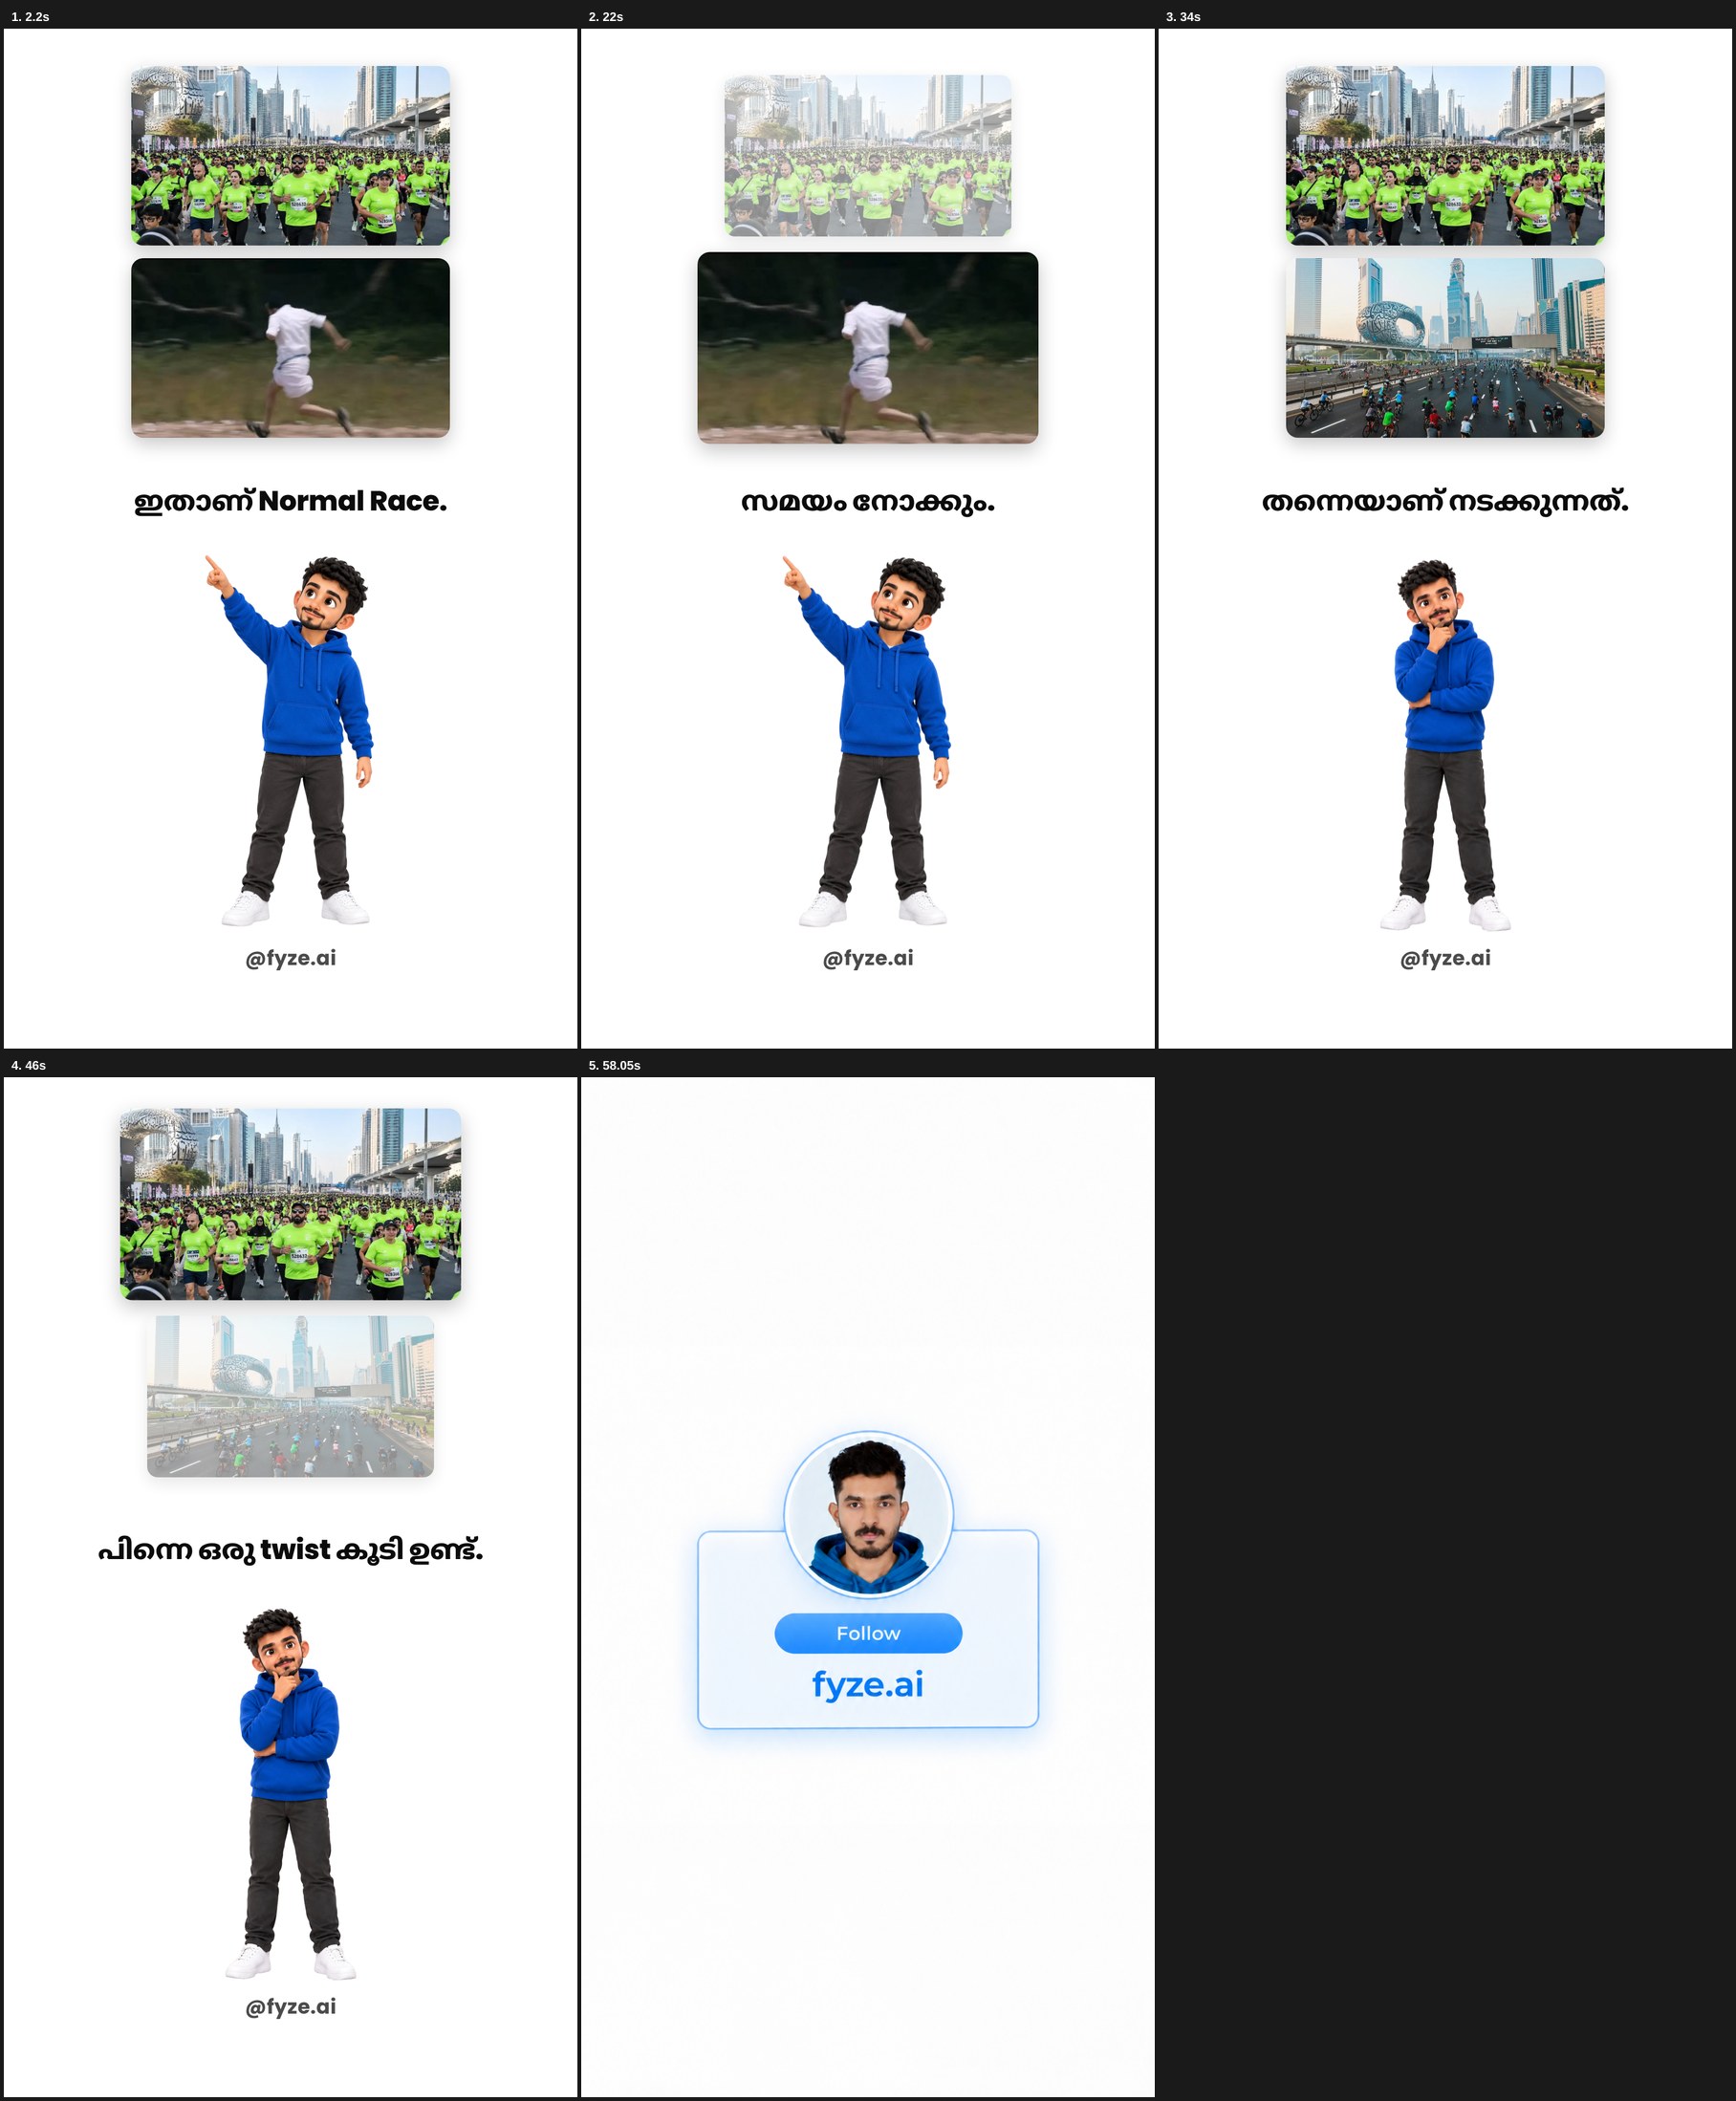 1. 2.2s
ഇതാണ് Normal Race.
@fyze.ai
2. 22s
സമയം നോക്കും.
@fyze.ai
3. 34s
തന്നെയാണ് നടക്കുന്നത്.
@fyze.ai
4. 46s
പിന്നെ ഒരു twist കൂടി ഉണ്ട്.
@fyze.ai
5. 58.05s
Follow
fyze.ai